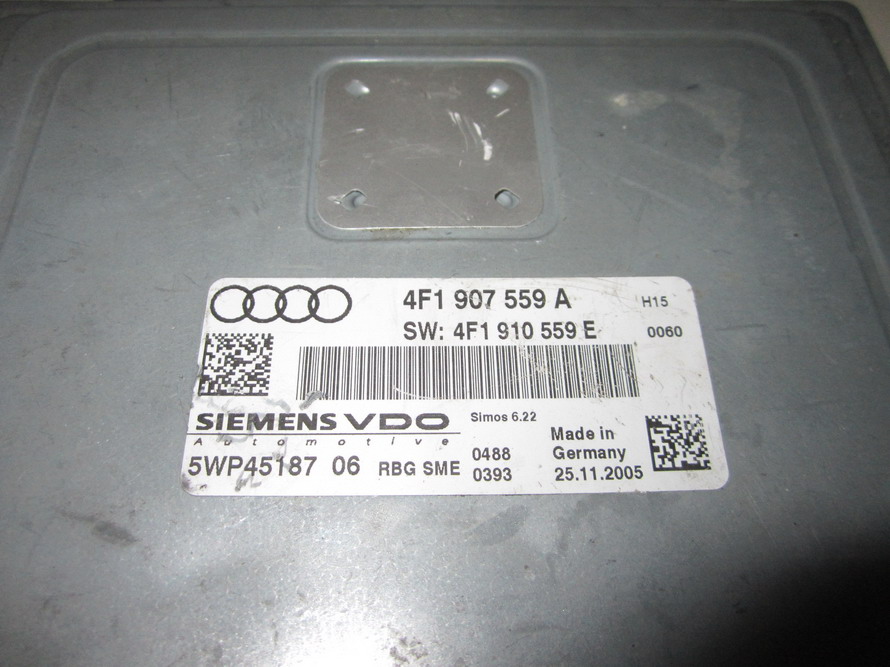 4F1 907 559 A H15
SW: 4F1 910 559 E 0060
SIEMENS VDO Simos 6.22
Automotive
Made in
Germany
25.11.2005
5WP45187 06 RBG SME
0488
0393